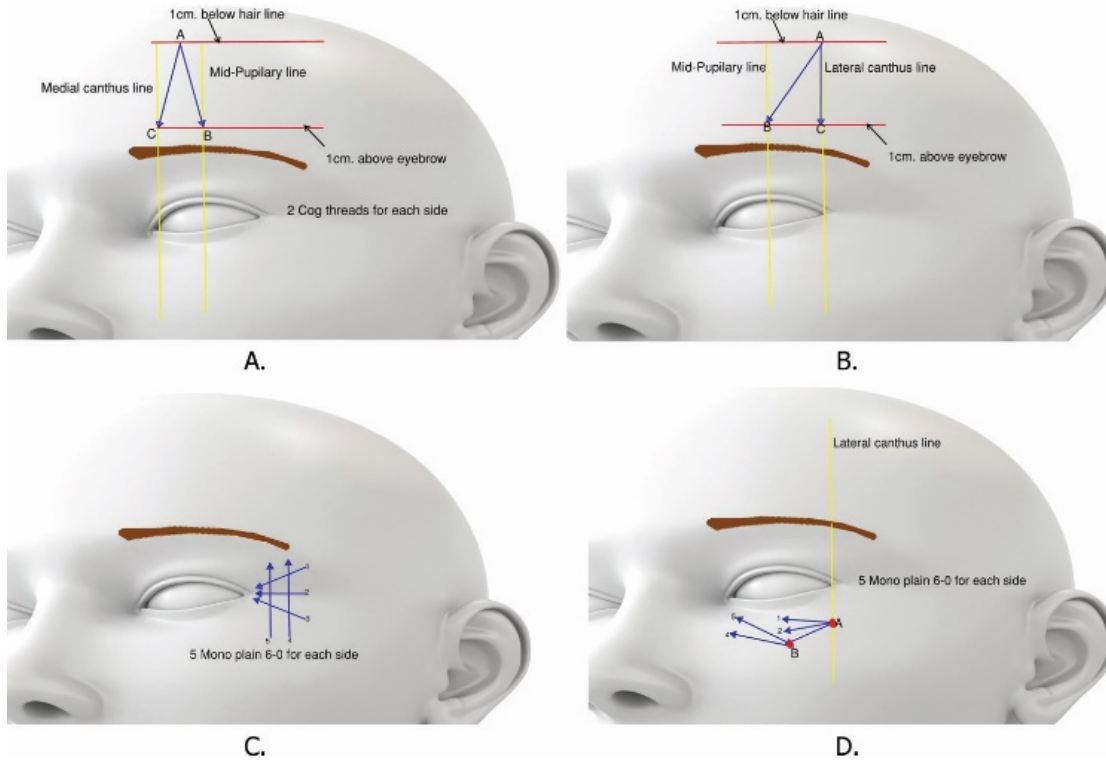 1cm. below hair line
A
Mid-Pupilary line
Medial canthus line
C
B
1cm. above eyebrow
2 Cog threads for each side
A.
1cm. below hair line
A
Mid-Pupilary line
Lateral canthus line
B
C
1cm. above eyebrow
B.
2
5
4
5 Mono plain 6-0 for each side
C.
Lateral canthus line
5 Mono plain 6-0 for each side
1
2
A
4
B
D.